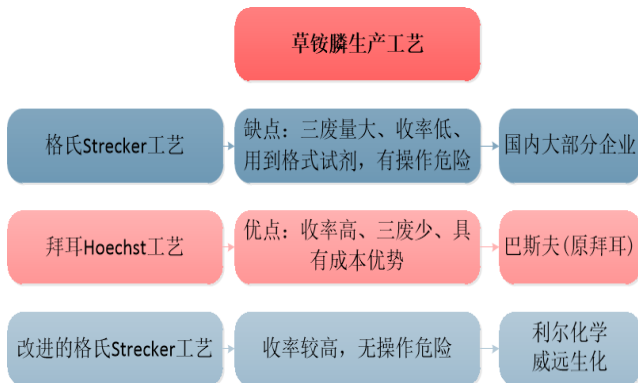 草铵膦生产工艺
格氏Strecker工艺
缺点：三废量大、收率低、
用到格式试剂，有操作危险
国内大部分企业
拜耳Hoechst工艺
优点：收率高、三废少、具
有成本优势
巴斯夫(原拜耳)
改进的格氏Strecker工艺
收率较高，无操作危险
利尔化学
威远生化